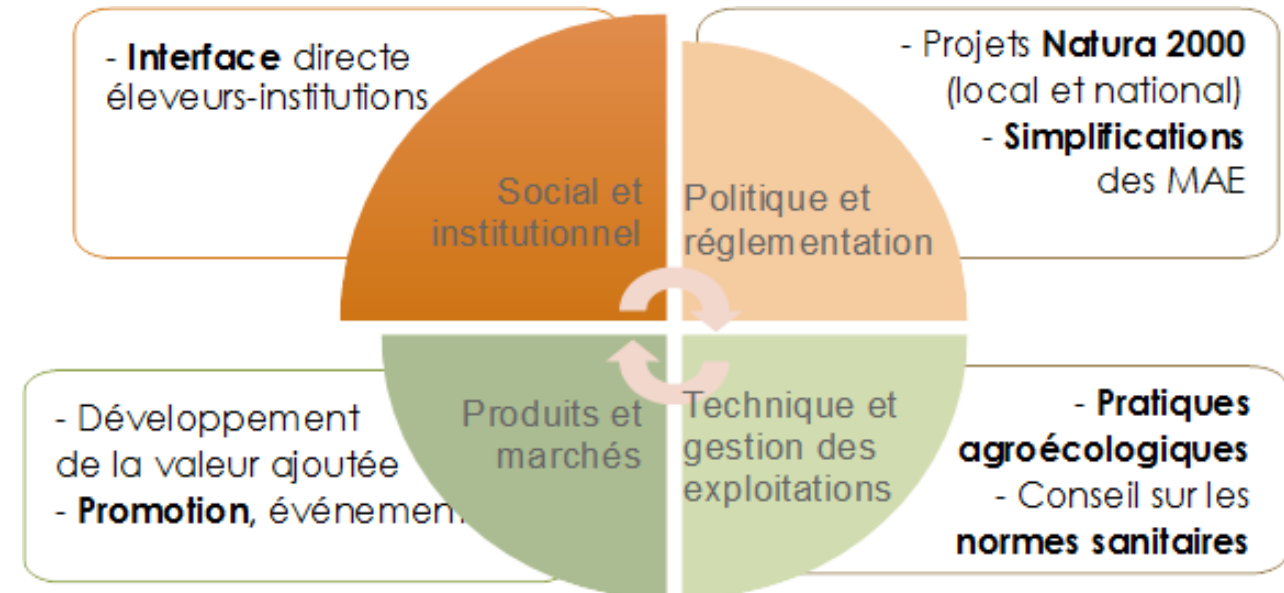 - Interface directe
éleveurs-institutions
- Projets Natura 2000
(local et national)
- Simplifications
des MAE
Social et
institutionnel
Politique et
réglementation
Produits et
marchés
Technique et
gestion des
exploitations
- Développement
de la valeur ajoutée
- Promotion, événemen
- Pratiques
agroécologiques
- Conseil sur les
normes sanitaires